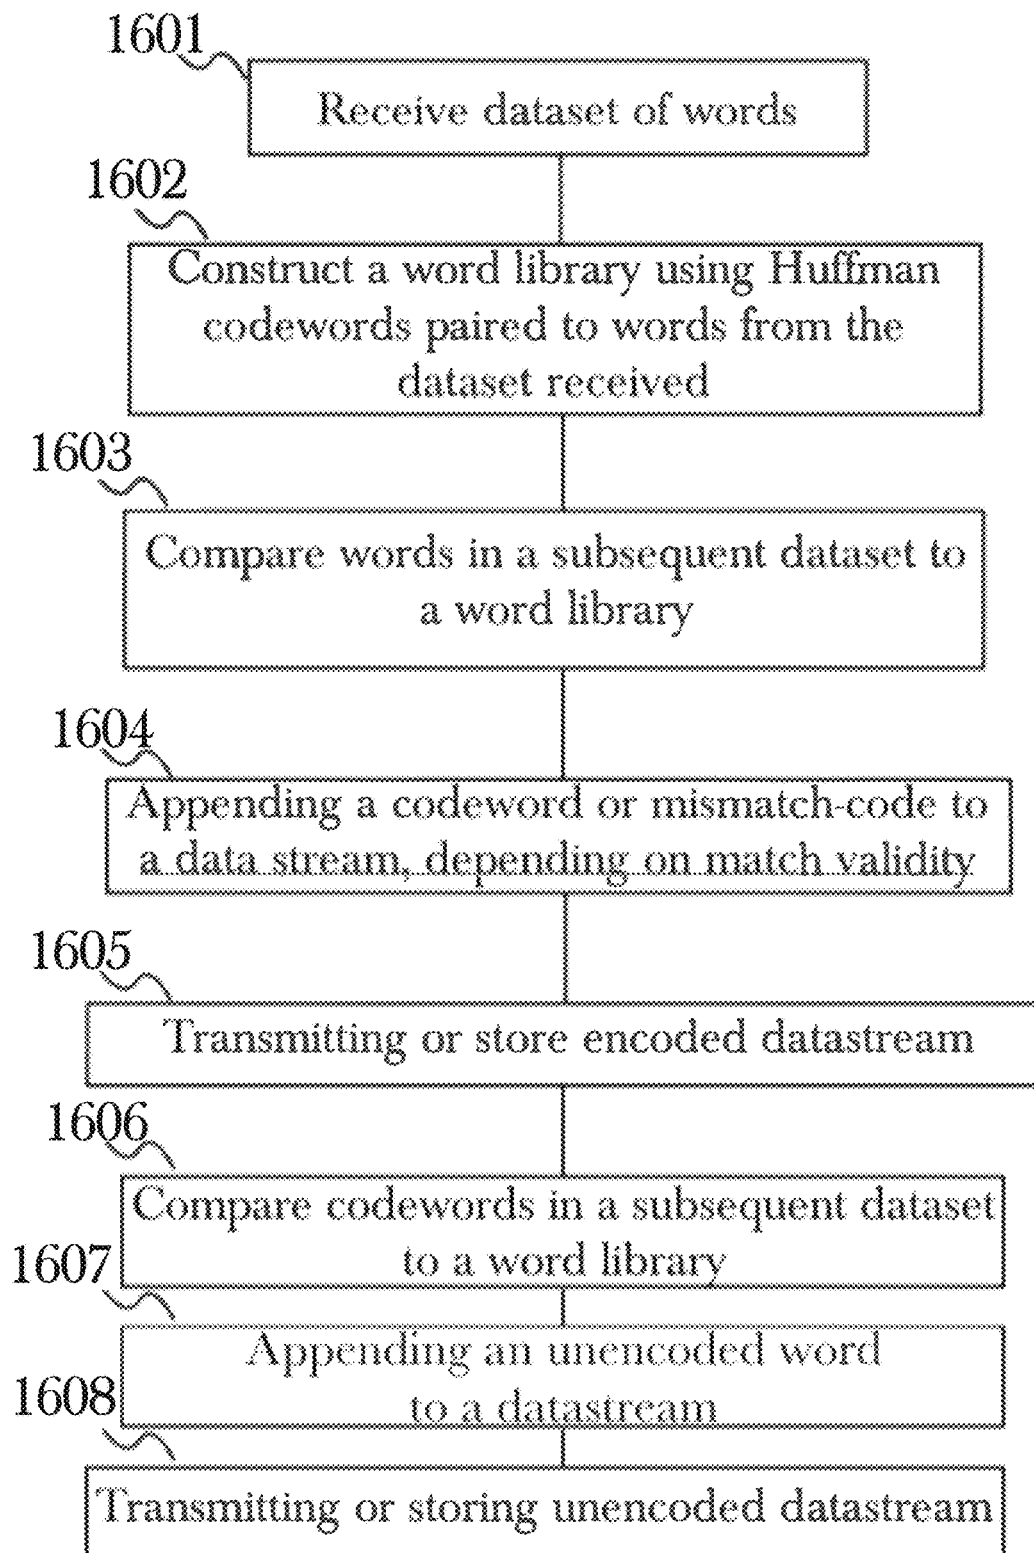 1601
Receive dataset of words
1602
Construct a word library using Huffman
codewords paired to words from the
dataset received
1603
Compare words in a subsequent dataset to
a word library
1604
Appending a codeword or mismatch-code to
a data stream, depending on match validity
1605
Transmitting or store encoded datastream
1606
Compare codewords in a subsequent dataset
to a word library
1607
Appending an unencoded word
to a datastream
1608
Transmitting or storing unencoded datastream